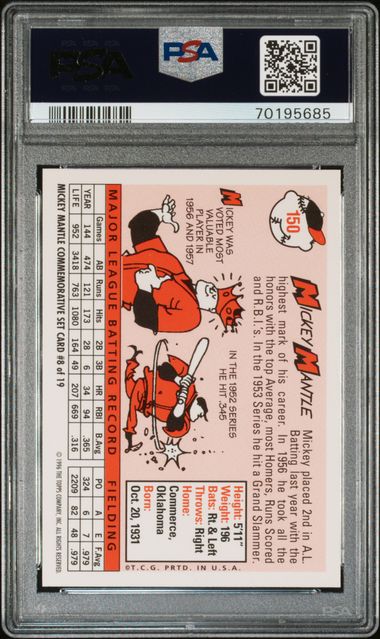 PSA
PSA
70195685
150
MICKEY MANTLE
Mickey placed 2nd in A.L.
Batting last year with the
highest mark of his career. In 1956 he took all the
honors with the top Average, most Homers, Runs Scored
and R.B.I.'s. In the 1953 Series he hit a Grand Slammer.
MICKEY WAS
VOTED MOST
VALUABLE
PLAYER IN
1956 AND 1957
IN THE 1952 SERIES
HE HIT .345
Height: 5'11"
Weight: 196
Bats: Rt. & Left
Throws: Right
Home:
Commerce,
Oklahoma
Born:
Oct. 20, 1931
MAJOR LEAGUE BATTING RECORD FIELDING
Games AB Runs Hits 2B 3B HR RBI B.Avg PO A E F.Avg
YEAR 144 474 121 173 28 6 34 94 .365 324 6 7 .979
LIFE 952 3418 763 1080 164 49 207 669 .316 2209 82 48 .979
MICKEY MANTLE COMMEMORATIVE SET CARD #8 of 19
© 1996 THE TOPPS COMPANY, INC. ALL RIGHTS RESERVED.
©T.C.G. PRTD. IN U.S.A.